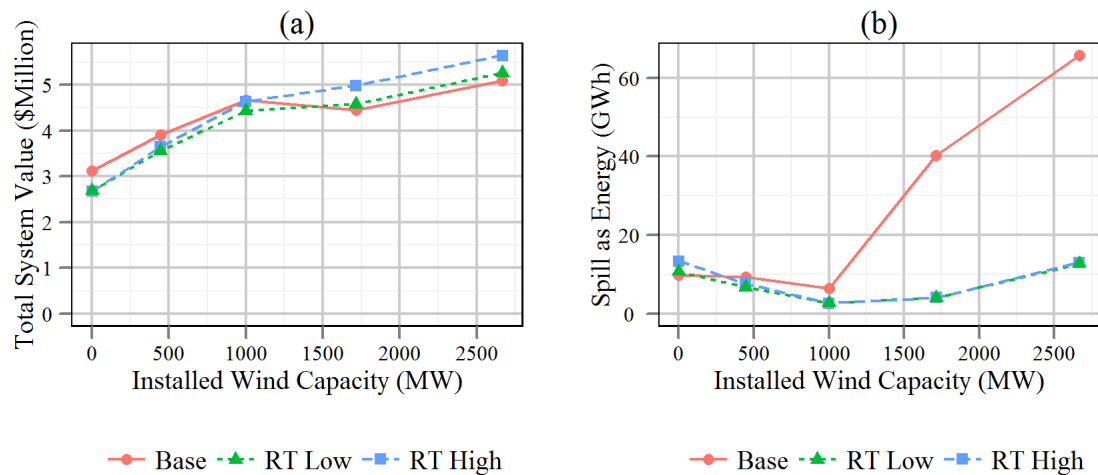 (a)
Total System Value ($Million)
5
4
3
2
1
0
0 500 1000 1500 2000 2500
Installed Wind Capacity (MW)
Base RT Low RT High
(b)
Spill as Energy (GWh)
60
40
20
0
0 500 1000 1500 2000 2500
Installed Wind Capacity (MW)
Base RT Low RT High